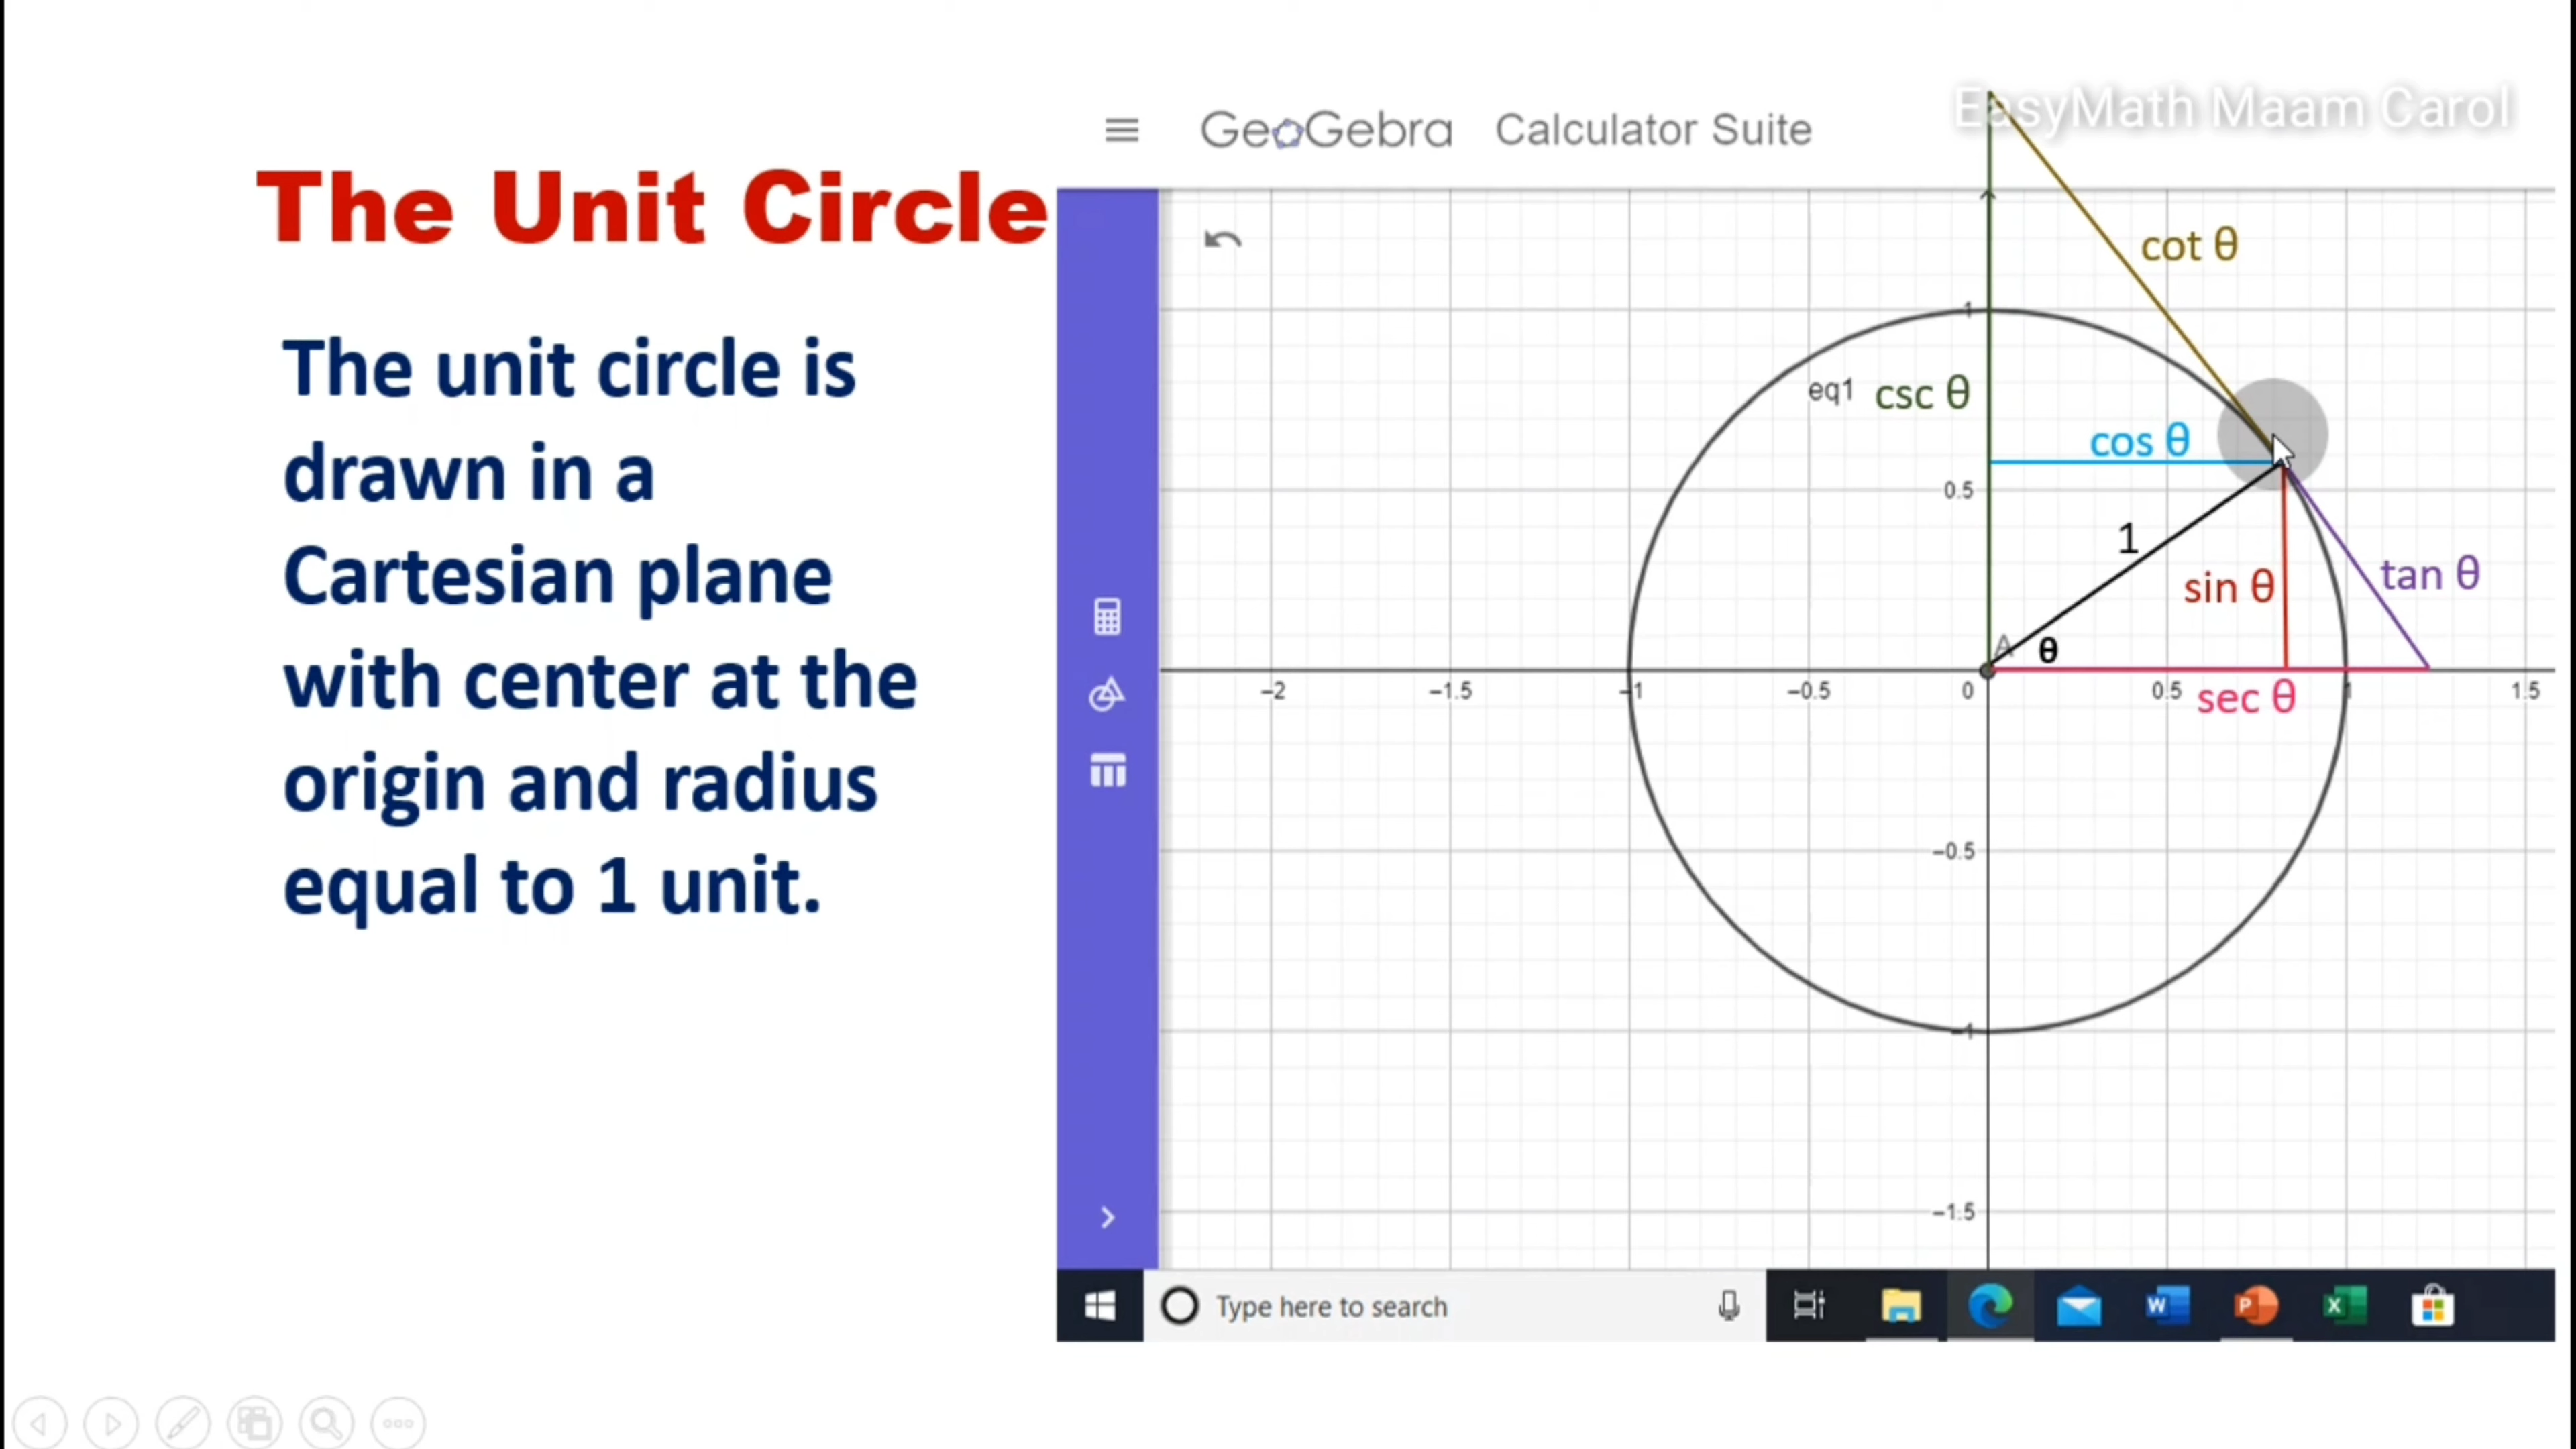 EasyMath Maam Carol
GeoGebra Calculator Suite
The Unit Circle
The unit circle is
drawn in a
Cartesian plane
with center at the
origin and radius
equal to 1 unit.
cot θ
1
eq1 csc θ
cos θ
0.5
1
sin θ
tan θ
A θ
−2 −1.5 −1 −0.5 0 0.5 1 1.5
sec θ
−0.5
−1
−1.5
Type here to search